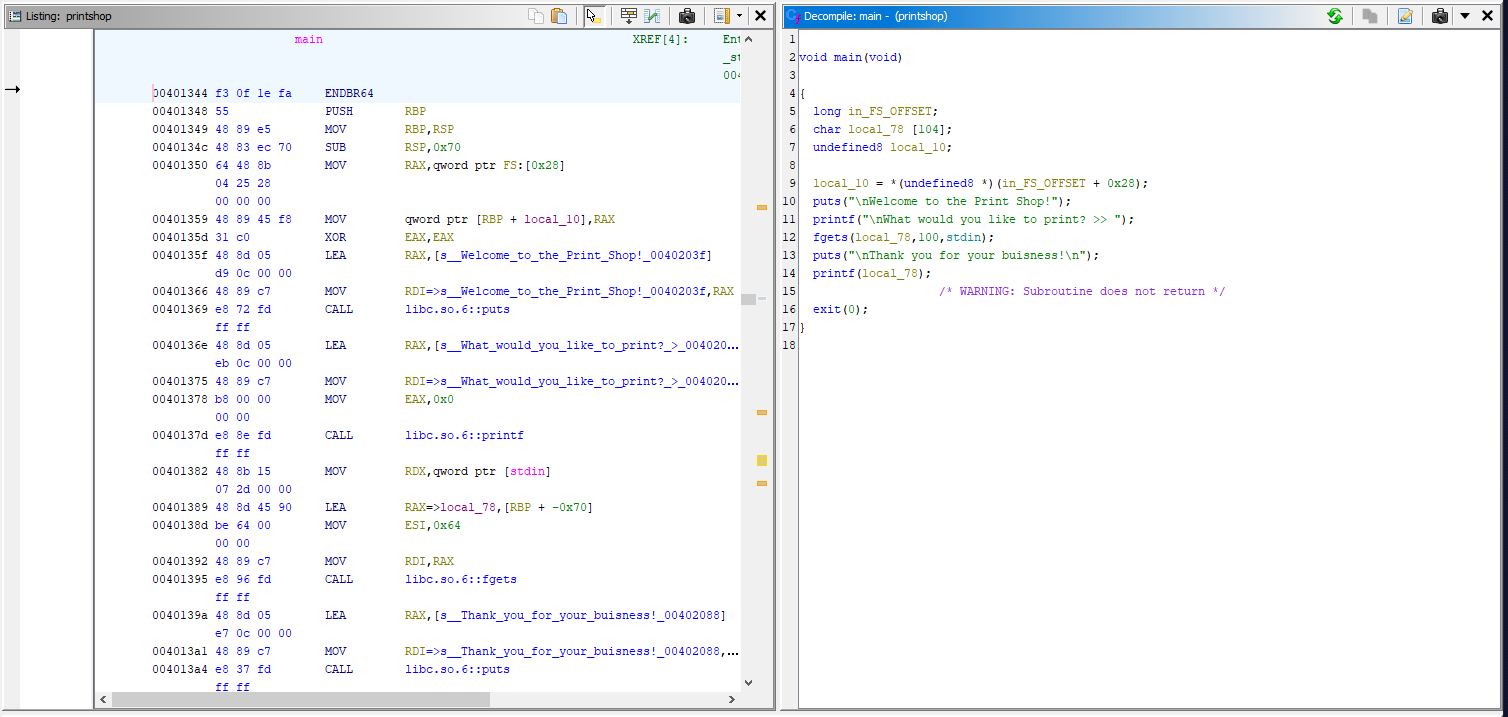 Listing: printshop
main XREF[4]: Ent
_st
004
00401344 f3 0f 1e fa ENDBR64
00401348 55 PUSH RBP
00401349 48 89 e5 MOV RBP,RSP
0040134c 48 83 ec 70 SUB RSP,0x70
00401350 64 48 8b MOV RAX,qword ptr FS:[0x28]
04 25 28
00 00 00
00401359 48 89 45 f8 MOV qword ptr [RBP + local_10],RAX
0040135d 31 c0 XOR EAX,EAX
0040135f 48 8d 05 LEA RAX,[s__Welcome_to_the_Print_Shop!_0040203f]
d9 0c 00 00
00401366 48 89 c7 MOV RDI=>s__Welcome_to_the_Print_Shop!_0040203f,RAX
00401369 e8 72 fd CALL libc.so.6::puts
ff ff
0040136e 48 8d 05 LEA RAX,[s__What_would_you_like_to_print?_>_004020...
eb 0c 00 00
00401375 48 89 c7 MOV RDI=>s__What_would_you_like_to_print?_>_004020...
00401378 b8 00 00 MOV EAX,0x0
00 00
0040137d e8 8e fd CALL libc.so.6::printf
ff ff
00401382 48 8b 15 MOV RDX,qword ptr [stdin]
07 2d 00 00
00401389 48 8d 45 90 LEA RAX=>local_78,[RBP + -0x70]
0040138d be 64 00 MOV ESI,0x64
00 00
00401392 48 89 c7 MOV RDI,RAX
00401395 e8 96 fd CALL libc.so.6::fgets
ff ff
0040139a 48 8d 05 LEA RAX,[s__Thank_you_for_your_buisness!_00402088]
e7 0c 00 00
004013a1 48 89 c7 MOV RDI=>s__Thank_you_for_your_buisness!_00402088,...
004013a4 e8 37 fd CALL libc.so.6::puts
ff ff
Decompile: main - (printshop)
1
2 void main(void)
3
4 {
5 long in_FS_OFFSET;
6 char local_78 [104];
7 undefined8 local_10;
8
9 local_10 = *(undefined8 *)(in_FS_OFFSET + 0x28);
10 puts("\nWelcome to the Print Shop!");
11 printf("\nWhat would you like to print? >> ");
12 fgets(local_78,100,stdin);
13 puts("\nThank you for your buisness!\n");
14 printf(local_78);
15 /* WARNING: Subroutine does not return */
16 exit(0);
17 }
18